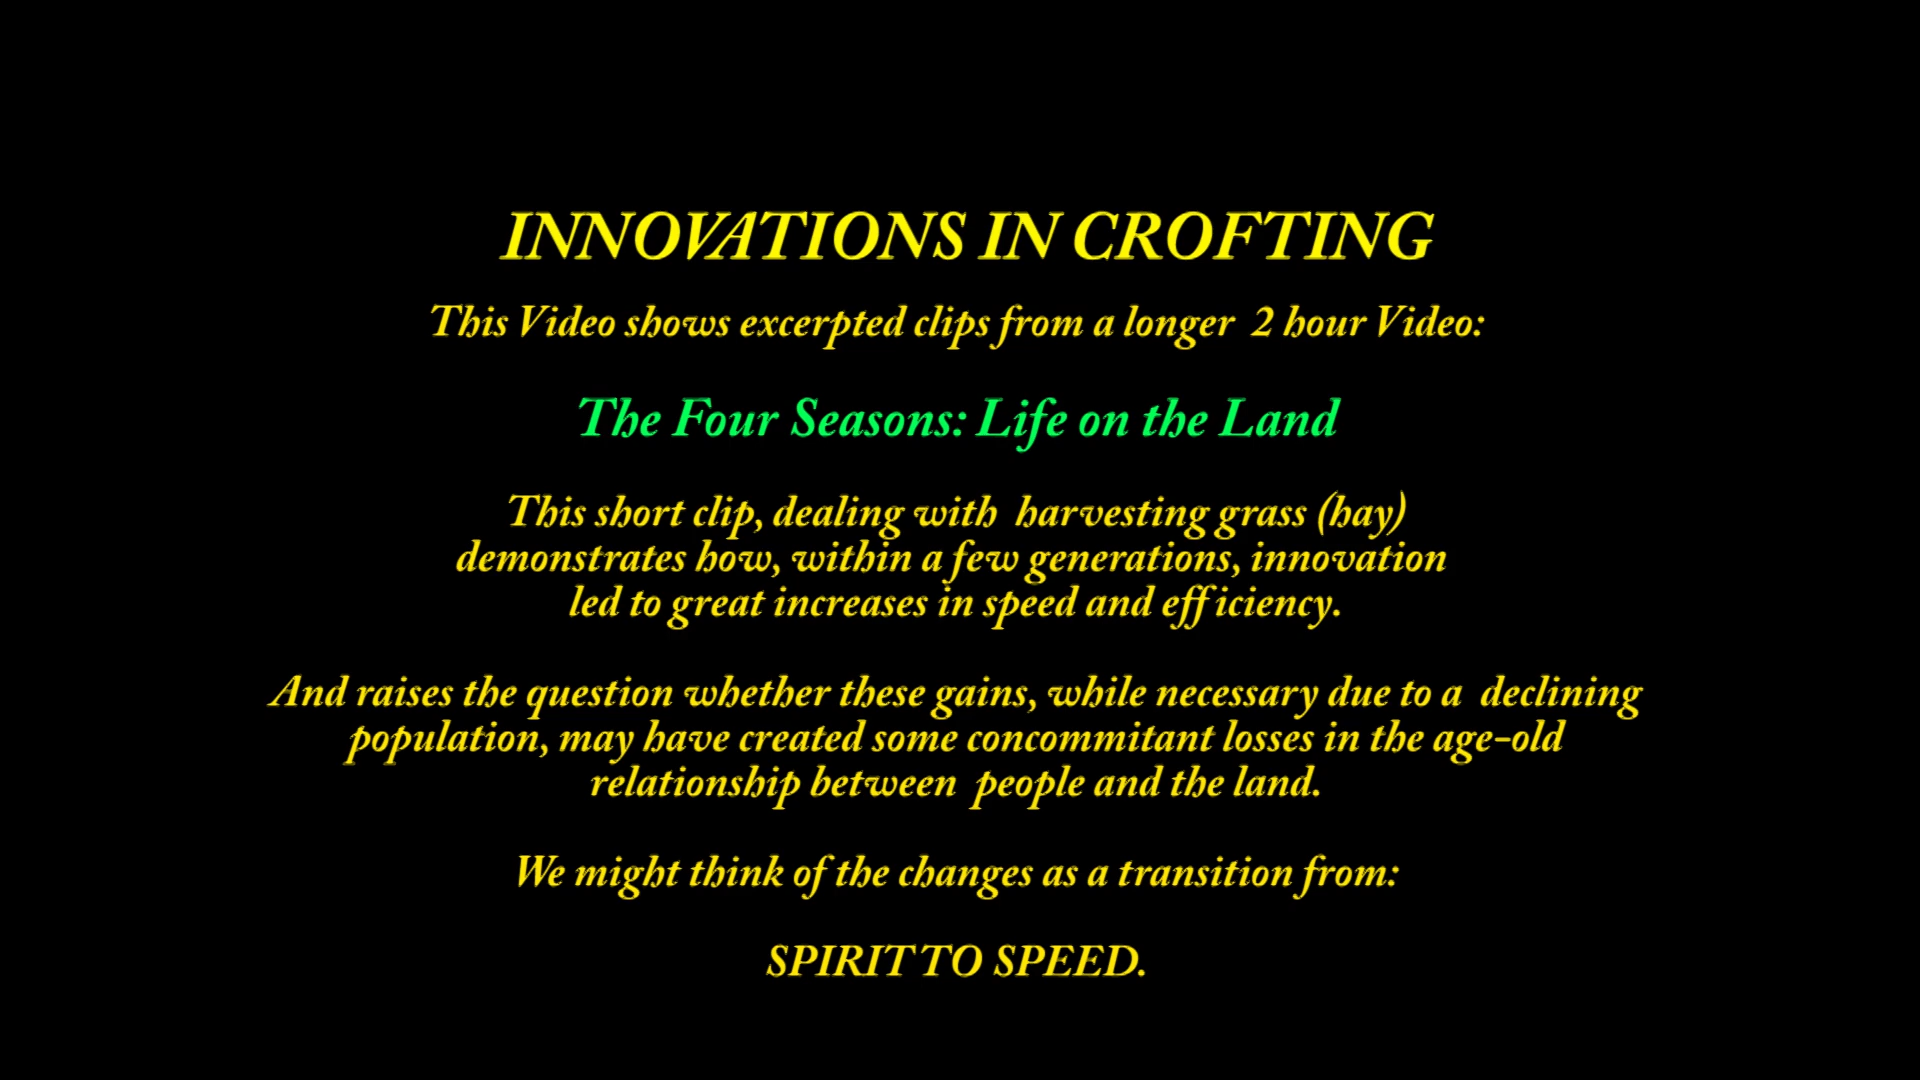 INNOVATIONS IN CROFTING
This Video shows excerpted clips from a longer 2 hour Video:
The Four Seasons: Life on the Land
This short clip, dealing with harvesting grass (hay)
demonstrates how, within a few generations, innovation
led to great increases in speed and efficiency.
And raises the question whether these gains, while necessary due to a declining
population, may have created some concommitant losses in the age-old
relationship between people and the land.
We might think of the changes as a transition from:
SPIRIT TO SPEED.